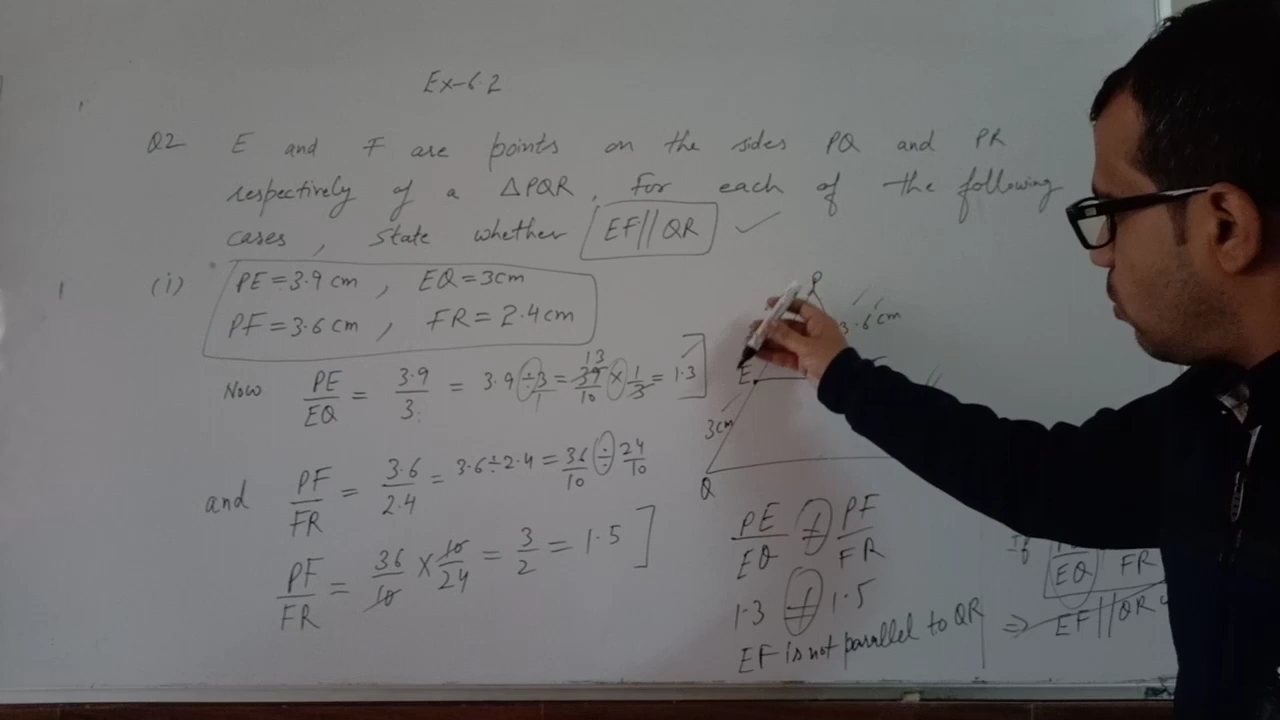 Ex-6.2
Q2 E and F are points on the sides PQ and PR
respectively of a △PQR. For each of the following
cases, state whether EF||QR ✓
(i) PE=3.9 cm, EQ=3cm
PF=3.6 cm, FR=2.4cm
Now PE/EQ = 3.9/3 = 3.9÷3/1 = 39/10 × 1/3 = 1.3
13
and PF/FR = 3.6/2.4 = 3.6÷2.4 = 36/10 ÷ 24/10
PF/FR = 36/10 × 10/24 = 3/2 = 1.5
P
3.6 cm
E
3cm
Q
PE/EQ ≠ PF/FR
1.3 ≠ 1.5
EF is not parallel to QR
If
EQ FR
⇒ EF||QR